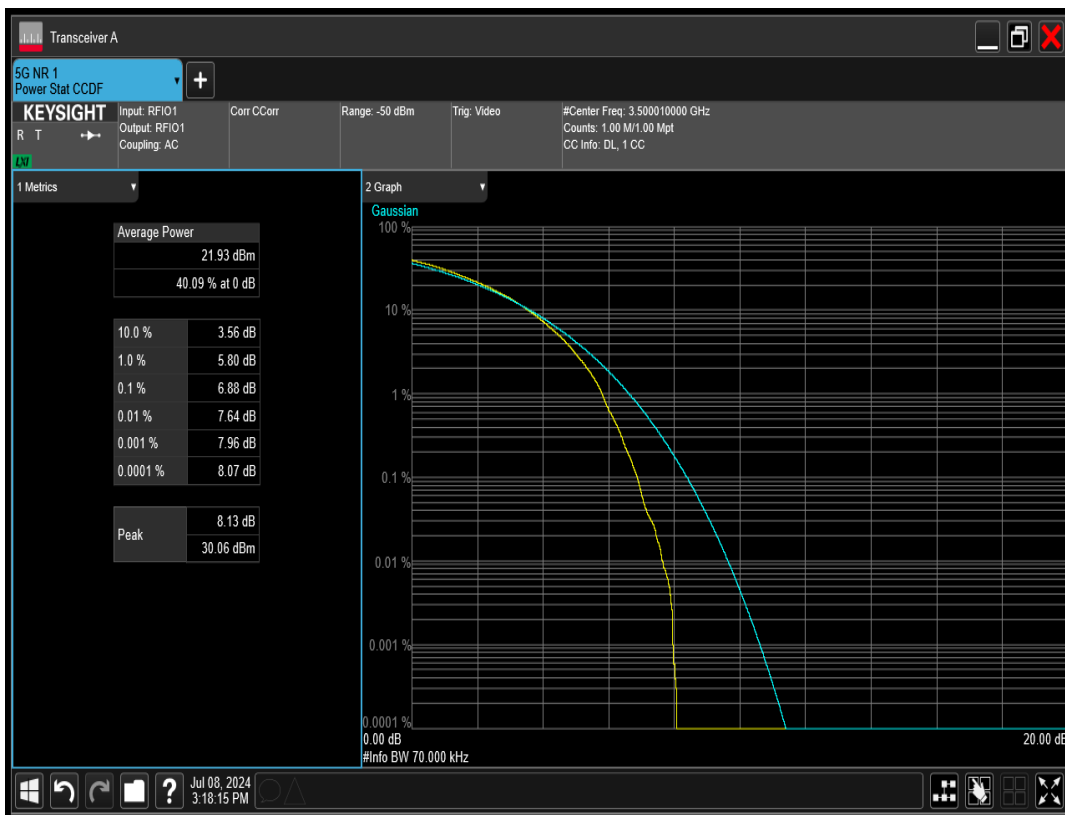 Transceiver A
5G NR 1
Power Stat CCDF
+
KEYSIGHT
R T
LXI
Input: RFIO1
Output: RFIO1
Coupling: AC
Corr CCorr
Range: -50 dBm
Trig: Video
#Center Freq: 3.500010000 GHz
Counts: 1.00 M/1.00 Mpt
CC Info: DL, 1 CC
1 Metrics
Average Power
21.93 dBm
40.09 % at 0 dB
10.0 % 3.56 dB
1.0 % 5.80 dB
0.1 % 6.88 dB
0.01 % 7.64 dB
0.001 % 7.96 dB
0.0001 % 8.07 dB
Peak
8.13 dB
30.06 dBm
2 Graph
Gaussian
100 %
10 %
1 %
0.1 %
0.01 %
0.001 %
0.0001 %
0.00 dB 20.00 dB
#Info BW 70.000 kHz
?
Jul 08, 2024
3:18:15 PM